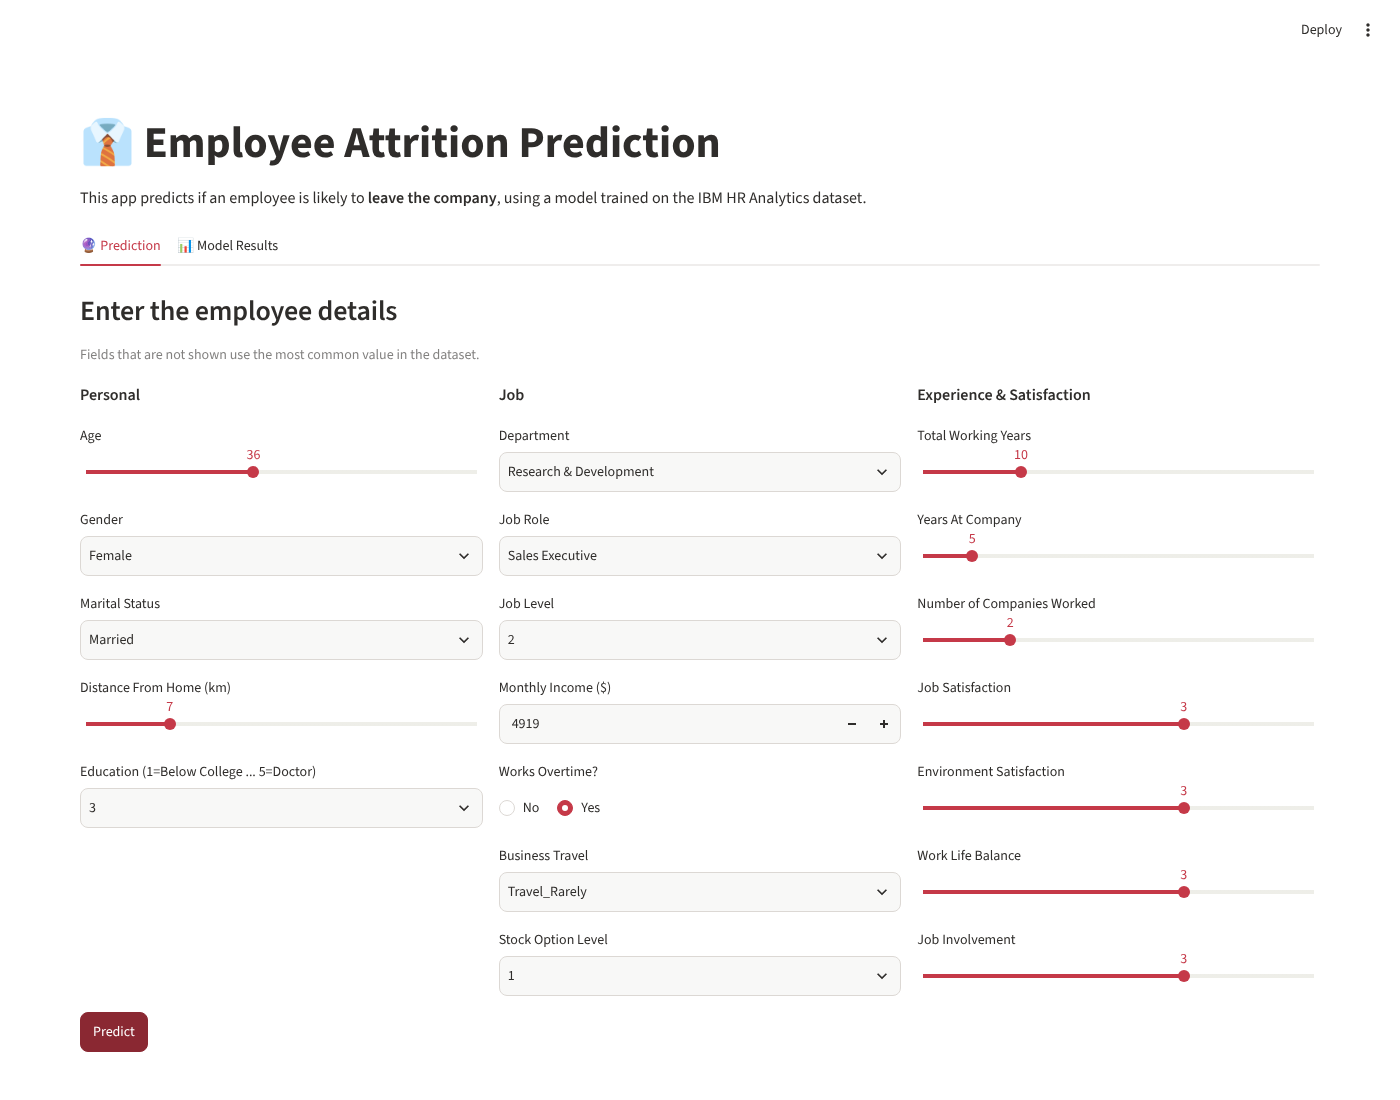 Deploy
Employee Attrition Prediction
This app predicts if an employee is likely to leave the company, using a model trained on the IBM HR Analytics dataset.
Prediction
Model Results
Enter the employee details
Fields that are not shown use the most common value in the dataset.
Personal
Age
36
Gender
Female
Marital Status
Married
Distance From Home (km)
7
Education (1=Below College ... 5=Doctor)
3
Job
Department
Research & Development
Job Role
Sales Executive
Job Level
2
Monthly Income ($)
4919
Works Overtime?
No
Yes
Business Travel
Travel_Rarely
Stock Option Level
1
Experience & Satisfaction
Total Working Years
10
Years At Company
5
Number of Companies Worked
2
Job Satisfaction
3
Environment Satisfaction
3
Work Life Balance
3
Job Involvement
3
Predict